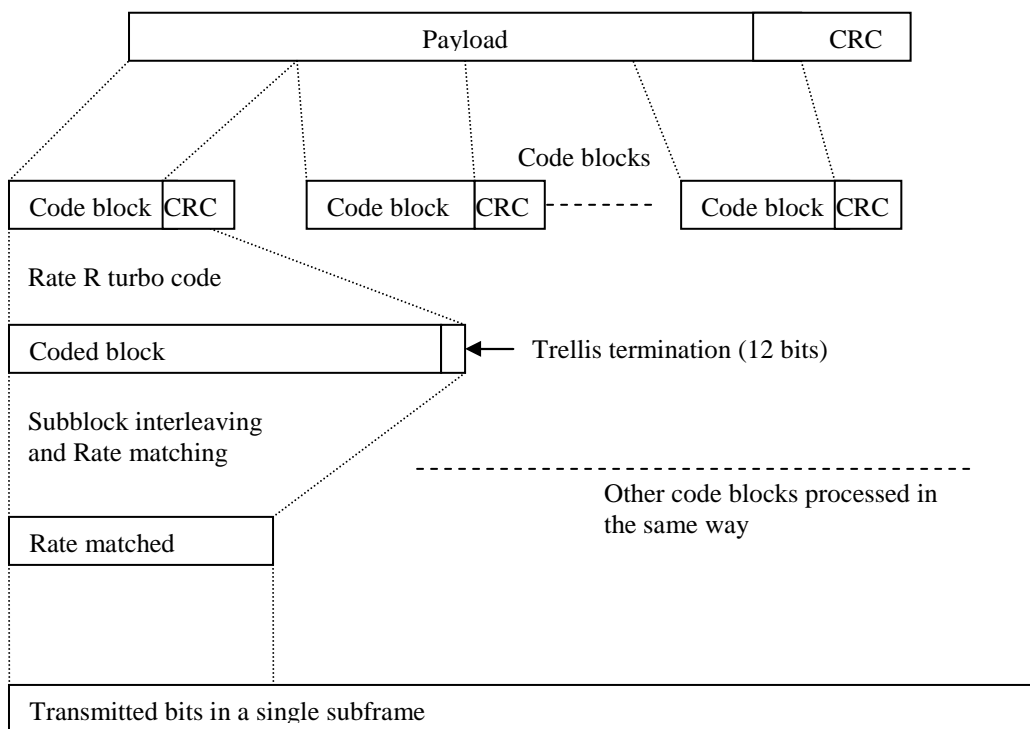 Payload
CRC
Code blocks
Code block
CRC
Code block
CRC
Code block
CRC
Rate R turbo code
Coded block
Trellis termination (12 bits)
Subblock interleaving
and Rate matching
Other code blocks processed in
the same way
Rate matched
Transmitted bits in a single subframe